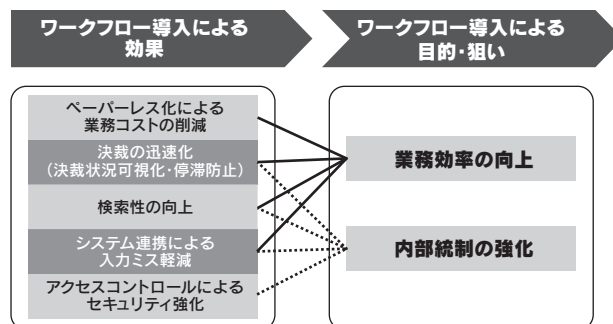 ワークフロー導入による
効果
ワークフロー導入による
目的・狙い
ペーパーレス化による
業務コストの削減
決裁の迅速化
（決裁状況可視化・停滞防止）
検索性の向上
システム連携による
入力ミス軽減
アクセスコントロールによる
セキュリティ強化
業務効率の向上
内部統制の強化